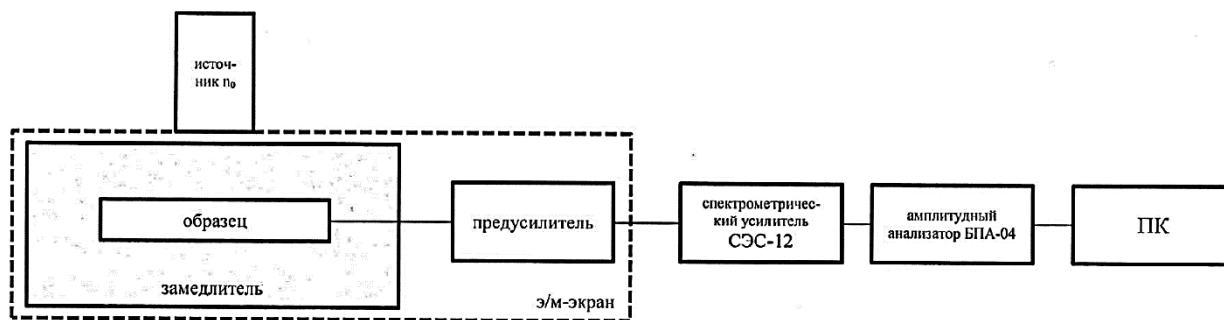 источ-
ник n₀
образец
замедлитель
предусилитель
э/м-экран
спектрометричес-
кий усилитель
СЭС-12
амплитудный
анализатор БПА-04
ПК